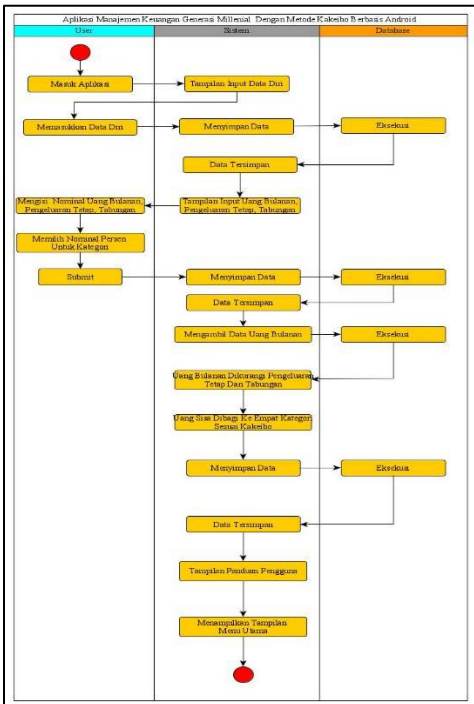 Aplikasi Manajemen Keuangan Generasi Millenial Dengan Metode Kakeibo Berbasis Android
User
Sistem
Database
Masuk Aplikasi
Tampilan Input Data Diri
Memasukkan Data Diri
Menyimpan Data
Eksekusi
Data Tersimpan
Mengisi Nominal Uang Bulanan,
Pengeluaran Tetap, Tabungan
Tampilan Input Uang Bulanan,
Pengeluaran Tetap, Tabungan
Memilih Nominal Persen
Untuk Kategori
Submit
Menyimpan Data
Eksekusi
Data Tersimpan
Mengambil Data Uang Bulanan
Eksekusi
Uang Bulanan Dikurangi Pengeluaran
Tetap Dan Tabungan
Uang Sisa Dibagi Ke Empat Kategori
Sesuai Kakeibo
Menyimpan Data
Eksekusi
Data Tersimpan
Tampilan Panduan Pengguna
Menampilkan Tampilan
Menu Utama